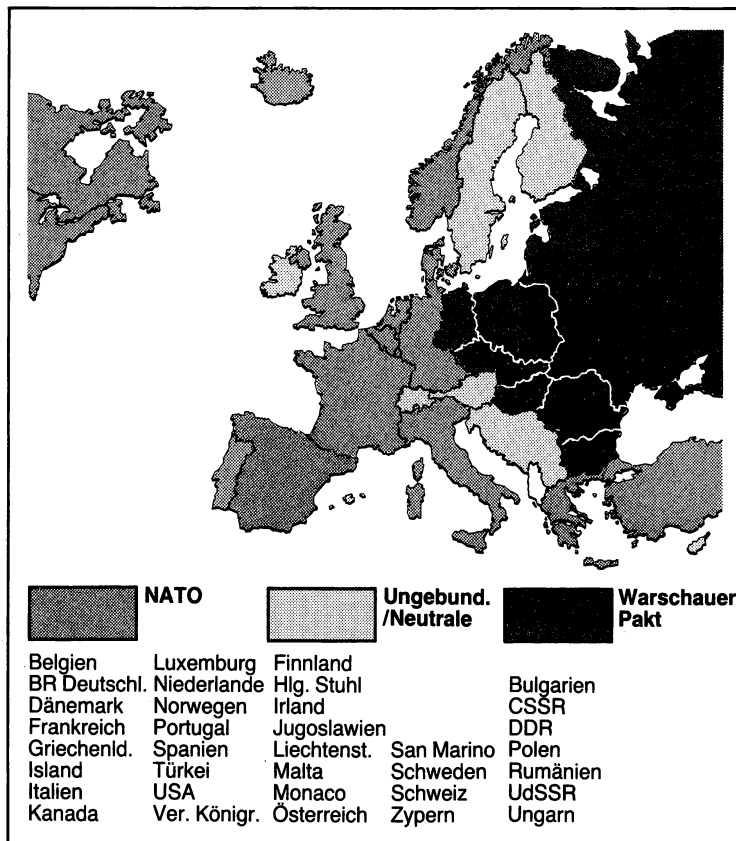 NATO
Ungebund.
/Neutrale
Warschauer
Pakt
Belgien
BR Deutschl.
Dänemark
Frankreich
Griechenld.
Island
Italien
Kanada
Luxemburg
Niederlande
Norwegen
Portugal
Spanien
Türkei
USA
Ver. Königr.
Finnland
Hlg. Stuhl
Irland
Jugoslawien
Liechtenst.
Malta
Monaco
Österreich
San Marino
Schweden
Schweiz
Zypern
Bulgarien
CSSR
DDR
Polen
Rumänien
UdSSR
Ungarn